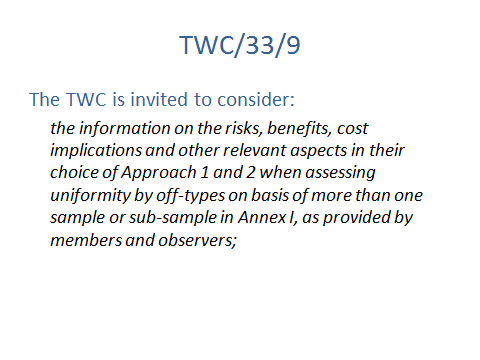 TWC/33/9
The TWC is invited to consider:
the information on the risks, benefits, cost
implications and other relevant aspects in their
choice of Approach 1 and 2 when assessing
uniformity by off-types on basis of more than one
sample or sub-sample in Annex I, as provided by
members and observers;